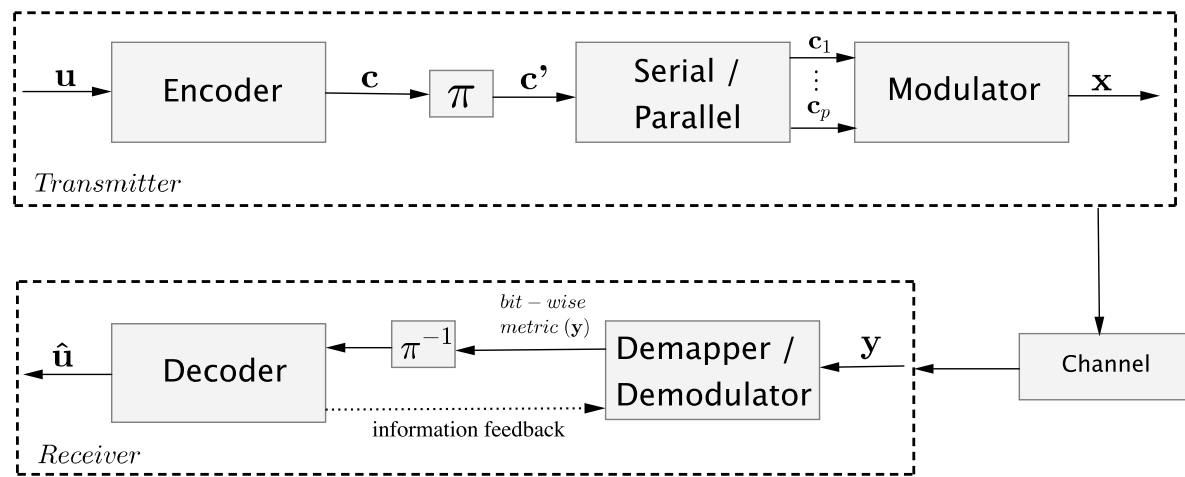 u
Encoder
c
π
c'
Serial /
Parallel
c₁
⋮
cₚ
Modulator
x
Transmitter
bit − wise
metric (y)
û
Decoder
π⁻¹
Demapper /
Demodulator
y
Channel
information feedback
Receiver